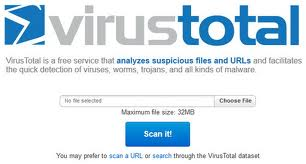 virustotal
VirusTotal is a free service that analyzes suspicious files and URLs and facilitates
the quick detection of viruses, worms, trojans, and all kinds of malware.
No file selected Choose File
Maximum file size: 32MB
Scan it!
You may prefer to scan a URL or search through the VirusTotal dataset